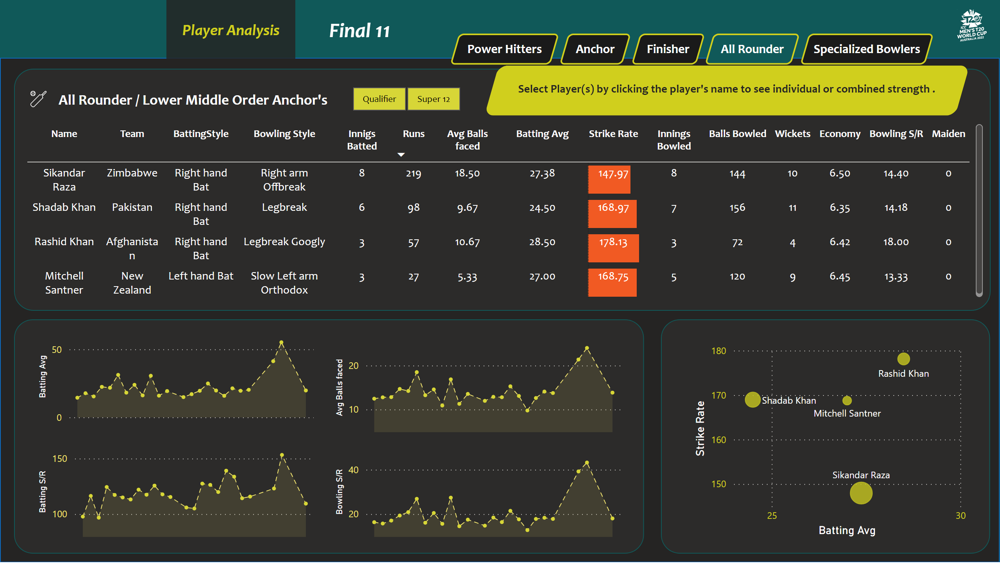 Player Analysis
Final 11
ICC
MEN'S T20
WORLD CUP
AUSTRALIA 2022
Power Hitters
Anchor
Finisher
All Rounder
Specialized Bowlers
Select Player(s) by clicking the player's name to see individual or combined strength .
All Rounder / Lower Middle Order Anchor's
Qualifier
Super 12
Name Team BattingStyle Bowling Style Innigs Runs Avg Balls Batting Avg Strike Rate Innings Balls Bowled Wickets Economy Bowling S/R Maiden
Batted faced Bowled
Sikandar Zimbabwe Right hand Right arm 8 219 18.50 27.38 147.97 8 144 10 6.50 14.40 0
Raza Bat Offbreak
Shadab Khan Pakistan Right hand Legbreak 6 98 9.67 24.50 168.97 7 156 11 6.35 14.18 0
Bat
Rashid Khan Afghanista Right hand Legbreak Googly 3 57 10.67 28.50 178.13 3 72 4 6.42 18.00 0
n Bat
Mitchell New Left hand Bat Slow Left arm 3 27 5.33 27.00 168.75 5 120 9 6.45 13.33 0
Santner Zealand Orthodox
Batting Avg
50
0
Avg Balls faced
20
10
Batting S/R
150
100
Bowling S/R
40
20
Strike Rate
180
170
160
150
Rashid Khan
Shadab Khan
Mitchell Santner
Sikandar Raza
25
30
Batting Avg